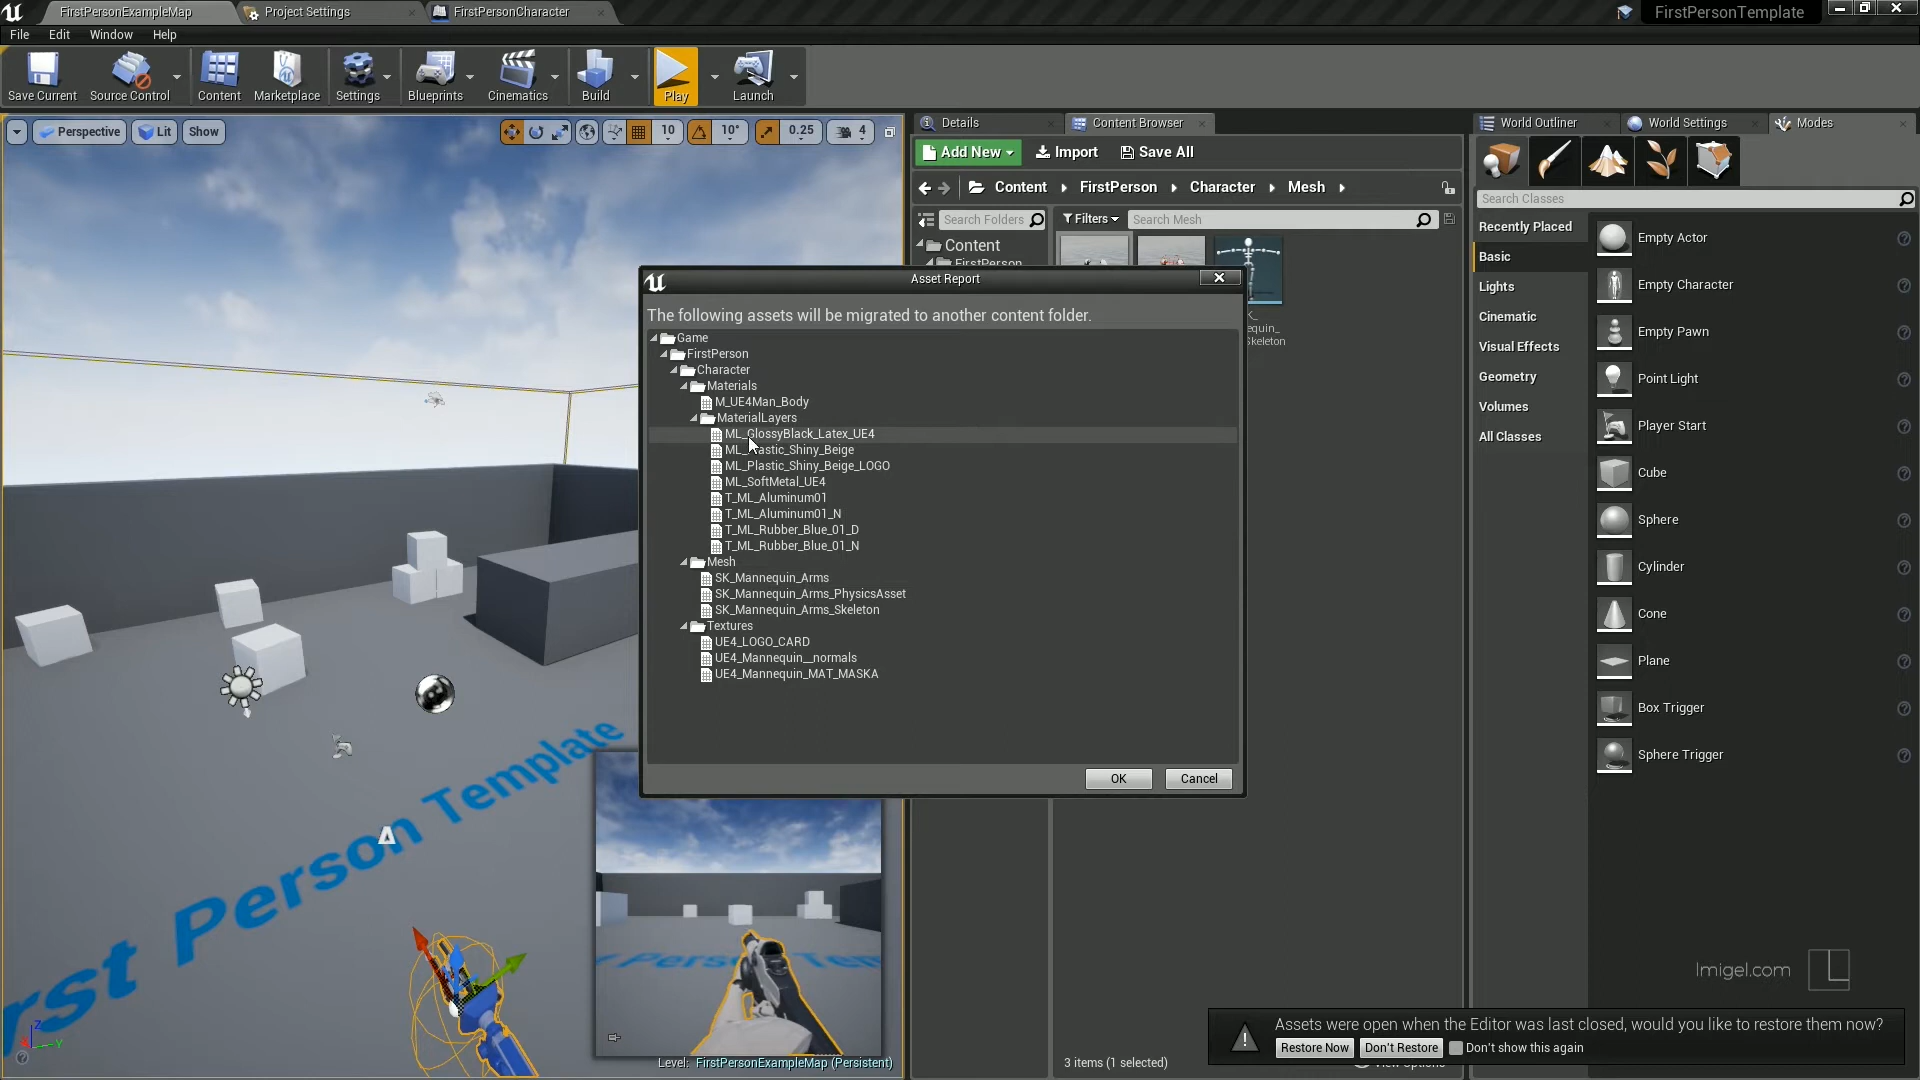 FirstPersonExampleMap
Project Settings
FirstPersonCharacter
FirstPersonTemplate
File Edit Window Help
Save Current
Source Control
Content
Marketplace
Settings
Blueprints
Cinematics
Build
Play
Launch
Perspective
Lit
Show
10
10°
0.25
4
Details
Content Browser
World Outliner
World Settings
Modes
Add New
Import
Save All
Content FirstPerson Character Mesh
Search Folders
Filters
Search Mesh
Content
FirstPerson
Skeleton
Search Classes
Recently Placed
Basic
Lights
Cinematic
Visual Effects
Geometry
Volumes
All Classes
Empty Actor
Empty Character
Empty Pawn
Point Light
Player Start
Cube
Sphere
Cylinder
Cone
Plane
Box Trigger
Sphere Trigger
Asset Report
The following assets will be migrated to another content folder.
Game
FirstPerson
Character
Materials
M_UE4Man_Body
MaterialLayers
ML_GlossyBlack_Latex_UE4
ML_Plastic_Shiny_Beige
ML_Plastic_Shiny_Beige_LOGO
ML_SoftMetal_UE4
T_ML_Aluminum01
T_ML_Aluminum01_N
T_ML_Rubber_Blue_01_D
T_ML_Rubber_Blue_01_N
Mesh
SK_Mannequin_Arms
SK_Mannequin_Arms_PhysicsAsset
SK_Mannequin_Arms_Skeleton
Textures
UE4_LOGO_CARD
UE4_Mannequin__normals
UE4_Mannequin_MAT_MASKA
OK
Cancel
First Person Template
Level: FirstPersonExampleMap (Persistent)
3 items (1 selected)
View Options
Imigel.com
Assets were open when the Editor was last closed, would you like to restore them now?
Restore Now
Don't Restore
Don't show this again